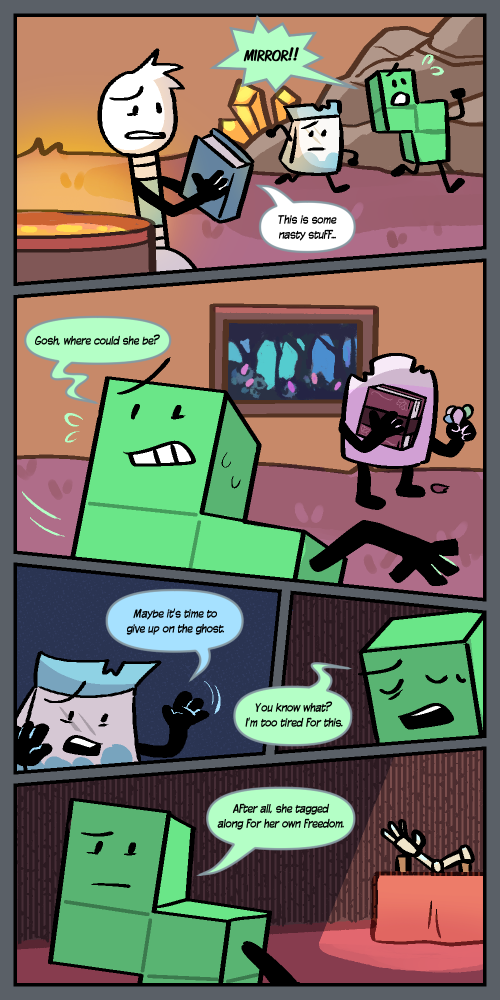 MIRROR!!
This is some
nasty stuff...
Gosh, where could she be?
Maybe it's time to
give up on the ghost.
You know what?
I'm too tired for this.
After all, she tagged
along for her own freedom.